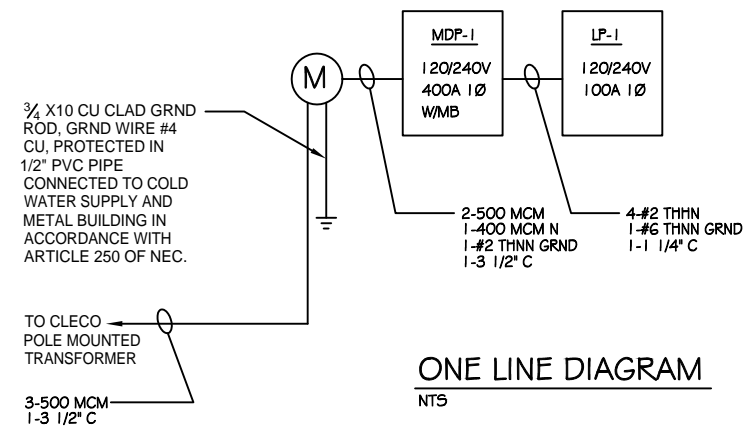 MDP-1
120/240V
400A 1Ø
W/MB
LP-1
120/240V
100A 1Ø
M
¾ X10 CU CLAD GRND
ROD, GRND WIRE #4
CU, PROTECTED IN
1/2" PVC PIPE
CONNECTED TO COLD
WATER SUPPLY AND
METAL BUILDING IN
ACCORDANCE WITH
ARTICLE 250 OF NEC.
2-500 MCM
1-400 MCM N
1-#2 THNN GRND
1-3 1/2" C
4-#2 THHN
1-#6 THNN GRND
1-1 1/4" C
TO CLECO
POLE MOUNTED
TRANSFORMER
3-500 MCM
1-3 1/2" C
ONE LINE DIAGRAM
NTS